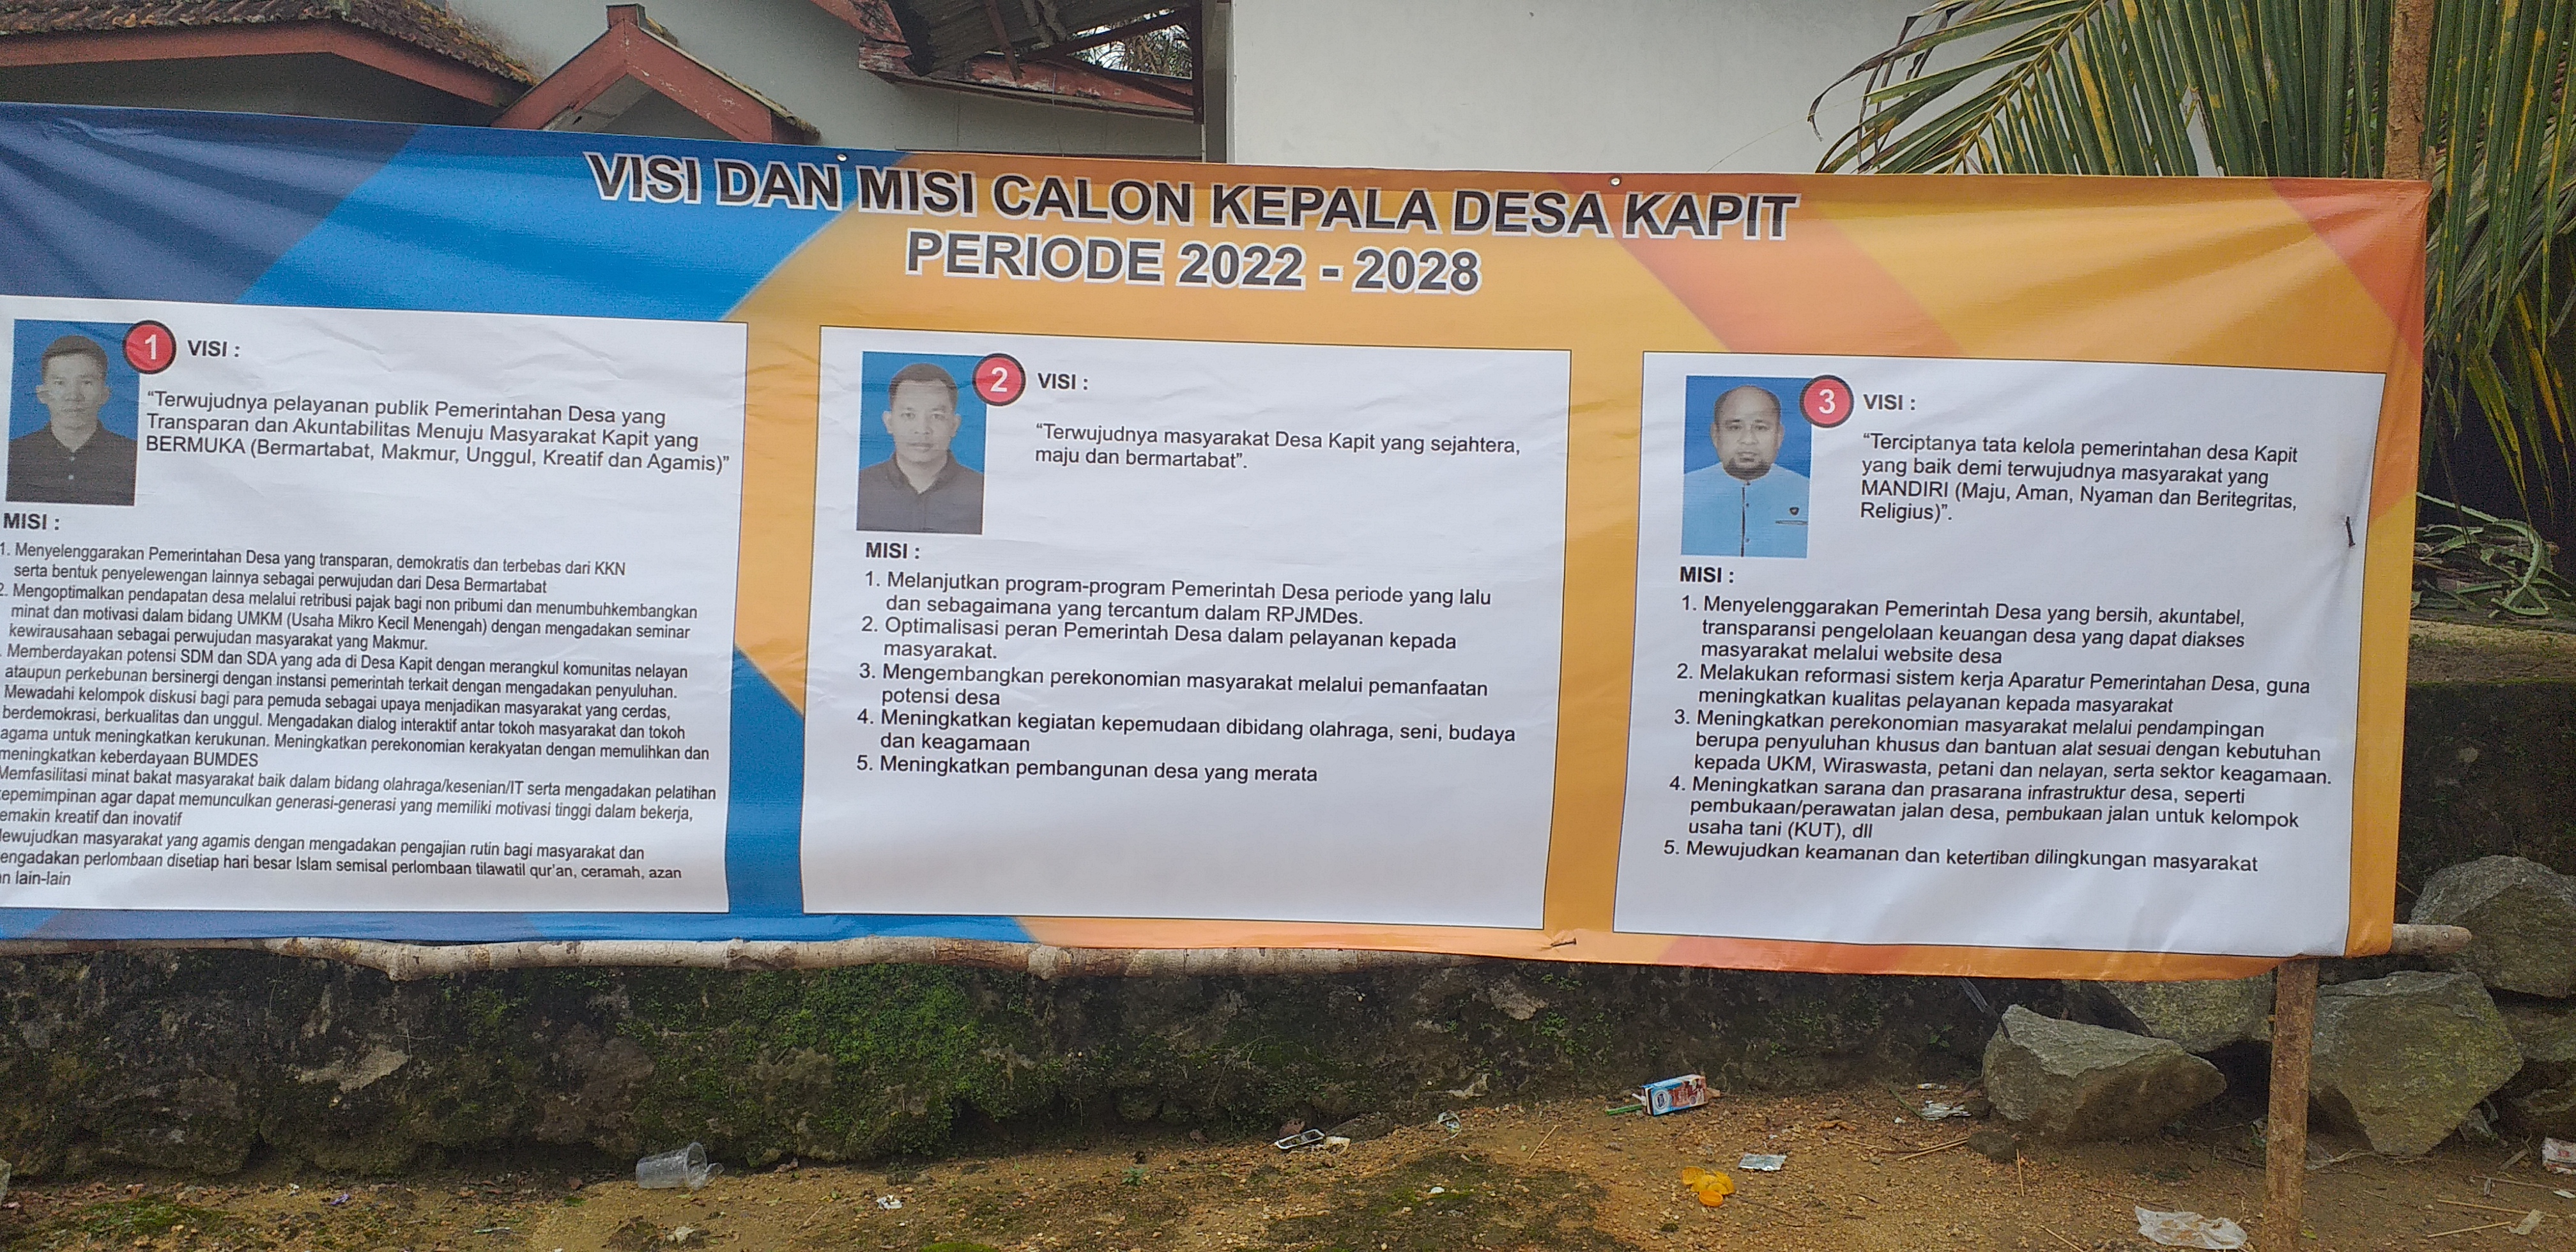 VISI DAN MISI CALON KEPALA DESA KAPIT
PERIODE 2022 - 2028
1
VISI :
“Terwujudnya pelayanan publik Pemerintahan Desa yang
Transparan dan Akuntabilitas Menuju Masyarakat Kapit yang
BERMUKA (Bermartabat, Makmur, Unggul, Kreatif dan Agamis)”
MISI :
1. Menyelenggarakan Pemerintahan Desa yang transparan, demokratis dan terbebas dari KKN
serta bentuk penyelewengan lainnya sebagai perwujudan dari Desa Bermartabat
2. Mengoptimalkan pendapatan desa melalui retribusi pajak bagi non pribumi dan menumbuhkembangkan
minat dan motivasi dalam bidang UMKM (Usaha Mikro Kecil Menengah) dengan mengadakan seminar
kewirausahaan sebagai perwujudan masyarakat yang Makmur.
Memberdayakan potensi SDM dan SDA yang ada di Desa Kapit dengan merangkul komunitas nelayan
ataupun perkebunan bersinergi dengan instansi pemerintah terkait dengan mengadakan penyuluhan.
Mewadahi kelompok diskusi bagi para pemuda sebagai upaya menjadikan masyarakat yang cerdas,
berdemokrasi, berkualitas dan unggul. Mengadakan dialog interaktif antar tokoh masyarakat dan tokoh
agama untuk meningkatkan kerukunan. Meningkatkan perekonomian kerakyatan dengan memulihkan dan
meningkatkan keberdayaan BUMDES
Memfasilitasi minat bakat masyarakat baik dalam bidang olahraga/kesenian/IT serta mengadakan pelatihan
epemimpinan agar dapat memunculkan generasi-generasi yang memiliki motivasi tinggi dalam bekerja,
emakin kreatif dan inovatif
ewujudkan masyarakat yang agamis dengan mengadakan pengajian rutin bagi masyarakat dan
engadakan perlombaan disetiap hari besar Islam semisal perlombaan tilawatil qur'an, ceramah, azan
n lain-lain
2
VISI :
“Terwujudnya masyarakat Desa Kapit yang sejahtera,
maju dan bermartabat”.
MISI :
1. Melanjutkan program-program Pemerintah Desa periode yang lalu
dan sebagaimana yang tercantum dalam RPJMDes.
2. Optimalisasi peran Pemerintah Desa dalam pelayanan kepada
masyarakat.
3. Mengembangkan perekonomian masyarakat melalui pemanfaatan
potensi desa
4. Meningkatkan kegiatan kepemudaan dibidang olahraga, seni, budaya
dan keagamaan
5. Meningkatkan pembangunan desa yang merata
3
VISI :
“Terciptanya tata kelola pemerintahan desa Kapit
yang baik demi terwujudnya masyarakat yang
MANDIRI (Maju, Aman, Nyaman dan Beritegritas,
Religius)”.
MISI :
1. Menyelenggarakan Pemerintah Desa yang bersih, akuntabel,
transparansi pengelolaan keuangan desa yang dapat diakses
masyarakat melalui website desa
2. Melakukan reformasi sistem kerja Aparatur Pemerintahan Desa, guna
meningkatkan kualitas pelayanan kepada masyarakat
3. Meningkatkan perekonomian masyarakat melalui pendampingan
berupa penyuluhan khusus dan bantuan alat sesuai dengan kebutuhan
kepada UKM, Wiraswasta, petani dan nelayan, serta sektor keagamaan.
4. Meningkatkan sarana dan prasarana infrastruktur desa, seperti
pembukaan/perawatan jalan desa, pembukaan jalan untuk kelompok
usaha tani (KUT), dll
5. Mewujudkan keamanan dan ketertiban dilingkungan masyarakat